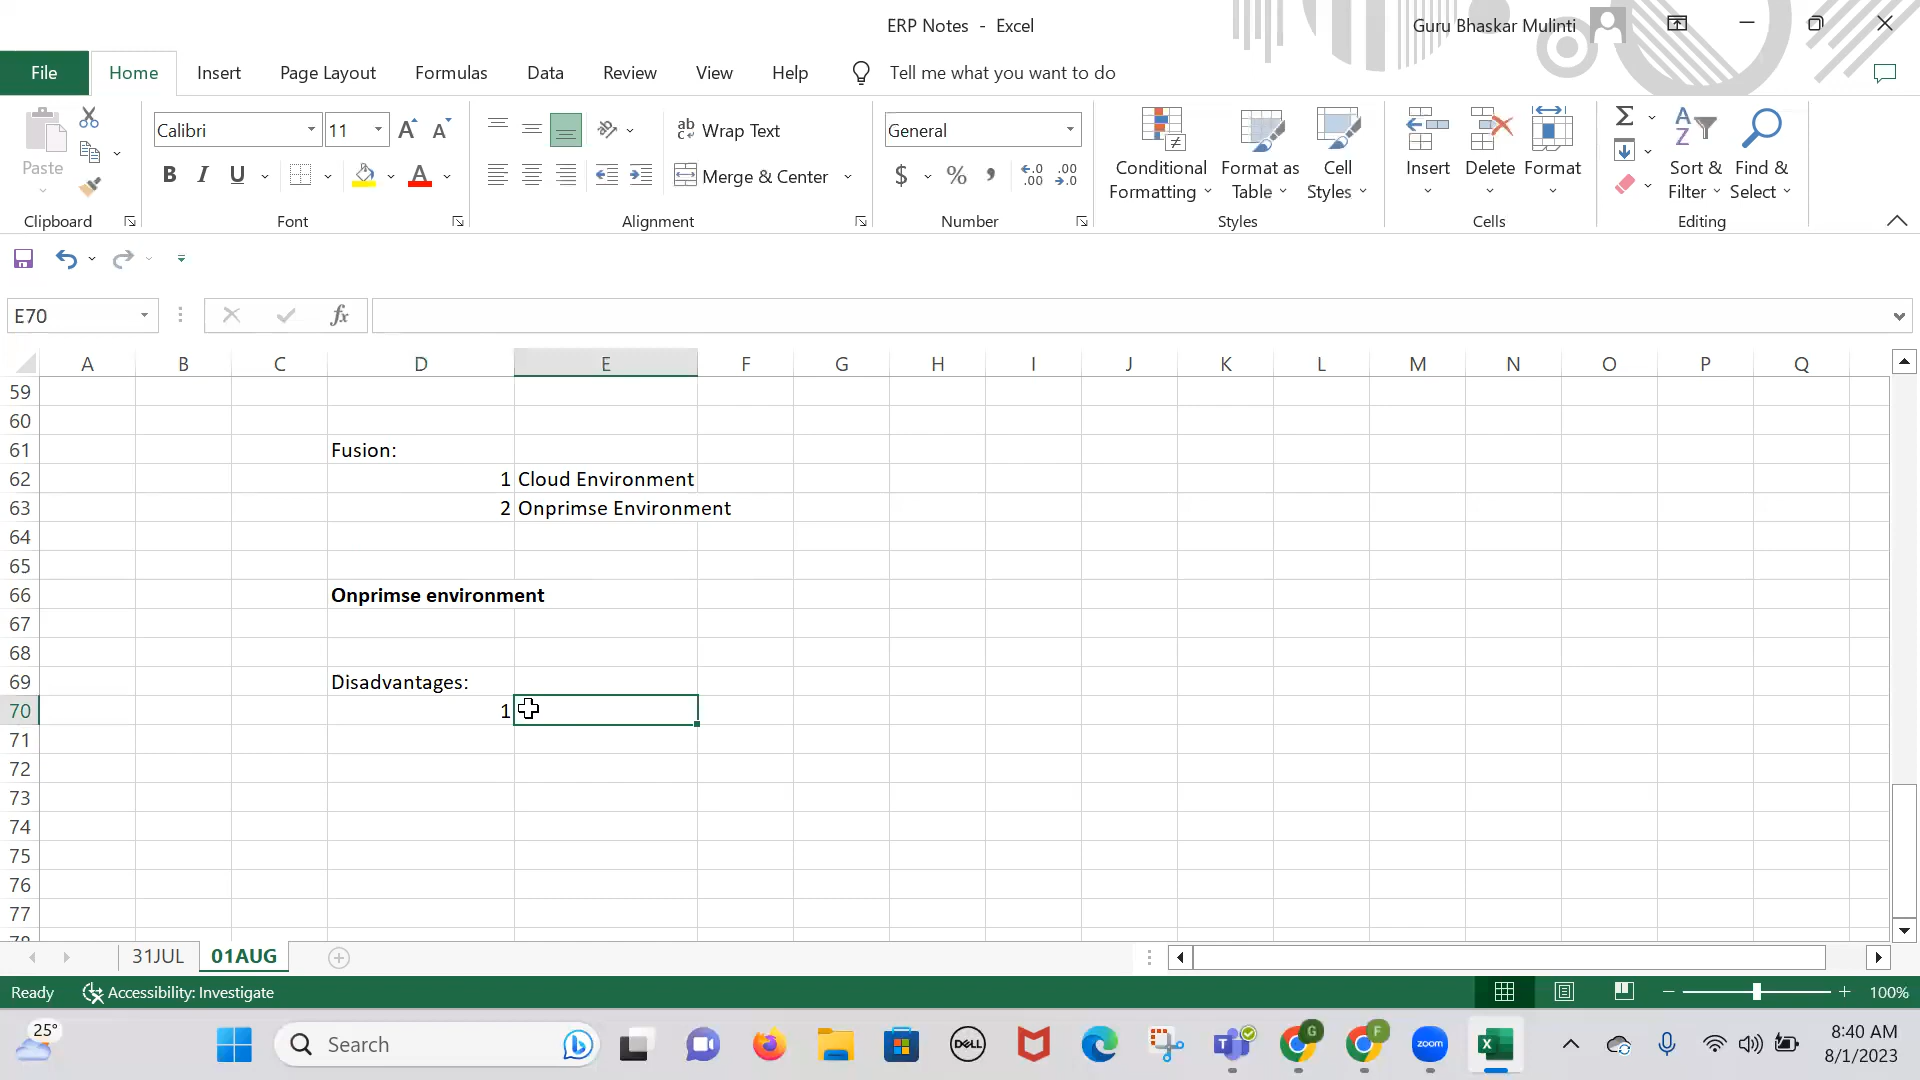 ERP Notes - Excel
Guru Bhaskar Mulinti
File Home Insert Page Layout Formulas Data Review View Help Tell me what you want to do
Paste
Clipboard
Calibri 11
B I U
Font
ab Wrap Text
Merge & Center
Alignment
General
$ % ,
Number
Conditional Formatting
Format as Table
Cell Styles
Styles
Insert Delete Format
Cells
Sort & Filter
Find & Select
Editing
E70
fx
A B C D E F G H I J K L M N O P Q
59
60
61 Fusion:
62 1 Cloud Environment
63 2 Onprimse Environment
64
65
66 Onprimse environment
67
68
69 Disadvantages:
70 1
71
72
73
74
75
76
77
31JUL 01AUG
Ready Accessibility: Investigate 100%
25°
Search
DELL
zoom
8:40 AM
8/1/2023